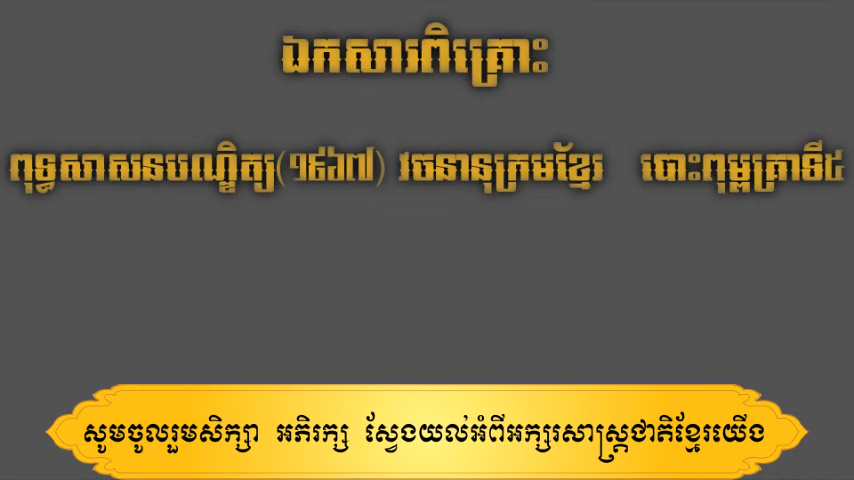 ឯកសារពិគ្រោះ
ពុទ្ធសាសនបណ្ឌិត្យ(១៩៦៧) វចនានុក្រមខ្មែរ បោះពុម្ពគ្រាទី៥
សូមចូលរួមសិក្សា អភិរក្ស ស្វែងយល់អំពីអក្សរសាស្ត្រជាតិខ្មែរយើង